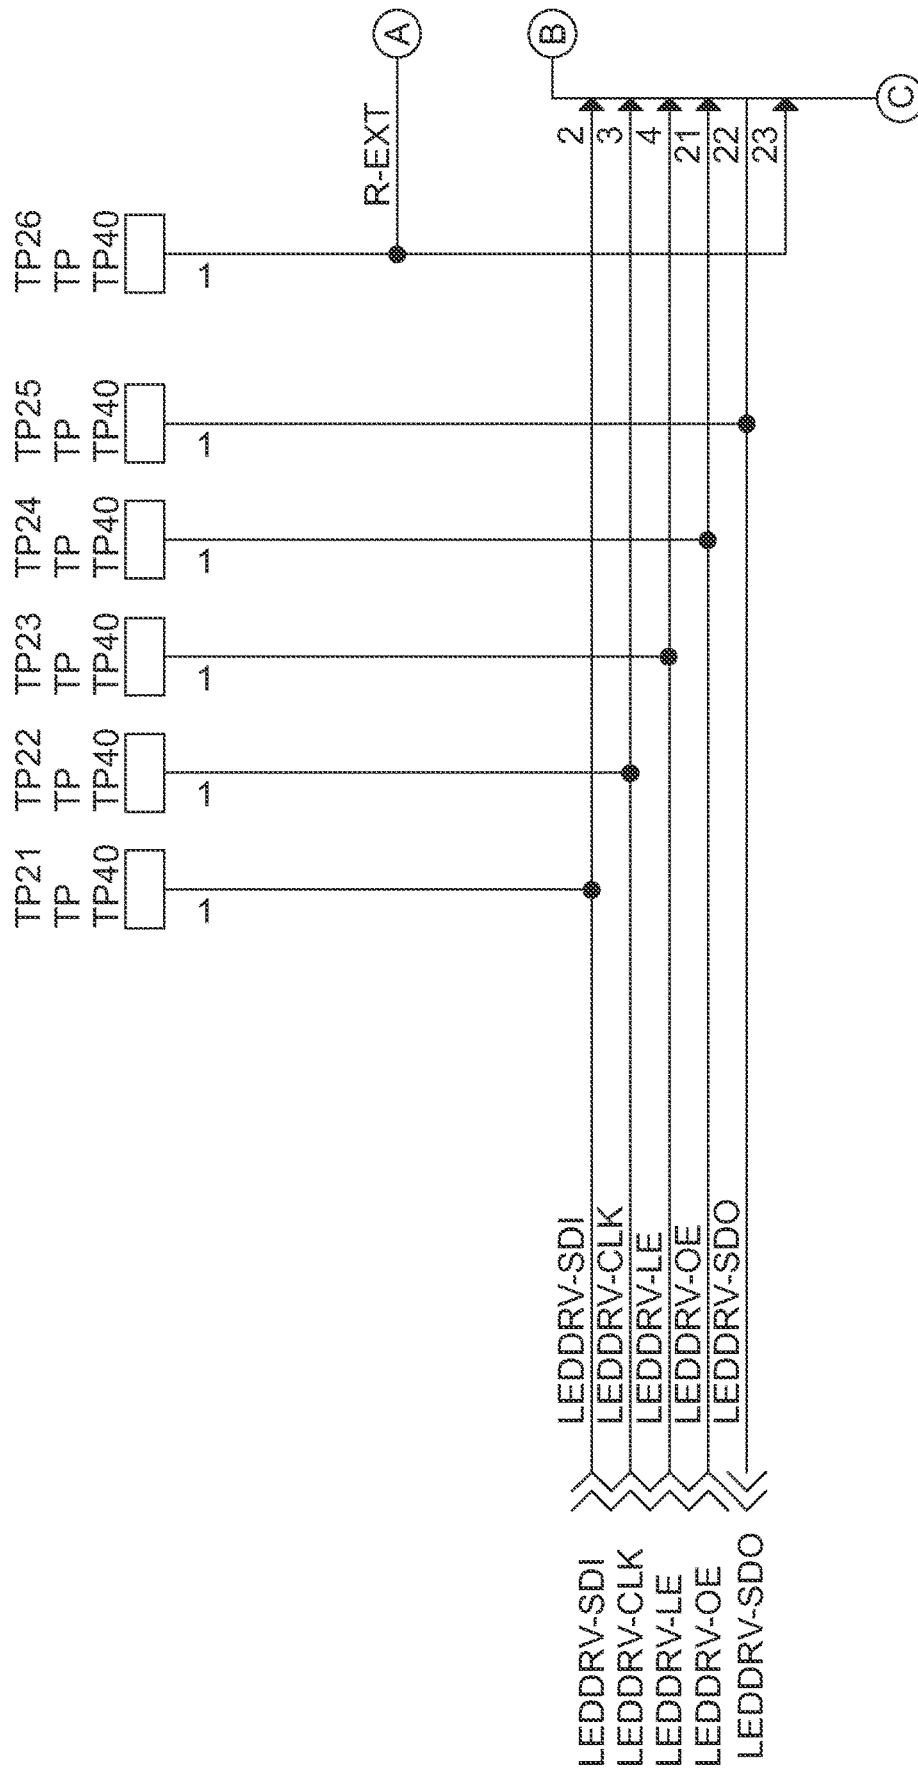 TP26
TP
TP40
1
TP25
TP
TP40
1
TP24
TP
TP40
1
TP23
TP
TP40
1
TP22
TP
TP40
1
TP21
TP
TP40
1
R-EXT
A
B
C
2
3
4
21
22
23
LEDDRV-SDI
LEDDRV-CLK
LEDDRV-LE
LEDDRV-OE
LEDDRV-SDO
LEDDRV-SDI
LEDDRV-CLK
LEDDRV-LE
LEDDRV-OE
LEDDRV-SDO